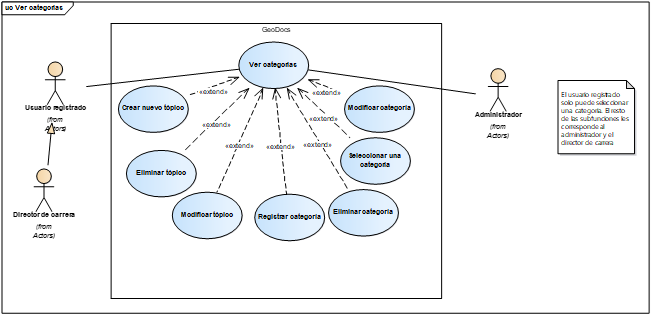 uc Ver categorias
GeoDocs
Ver categorias
Usuario registrado
(from
Actors)
Administrador
(from
Actors)
Director de carrera
(from
Actors)
Crear nuevo tópico
«extend»
Eliminar tópico
«extend»
Modificar tópico
«extend»
Registrar categoria
«extend»
Eliminar categoria
«extend»
Seleccionar una
categoria
«extend»
Modificar categoria
«extend»
El usuario registrado
solo puede seleccionar
una categoría. El resto
de las subfunciones les
corresponde al
administrador y el
director de carrera